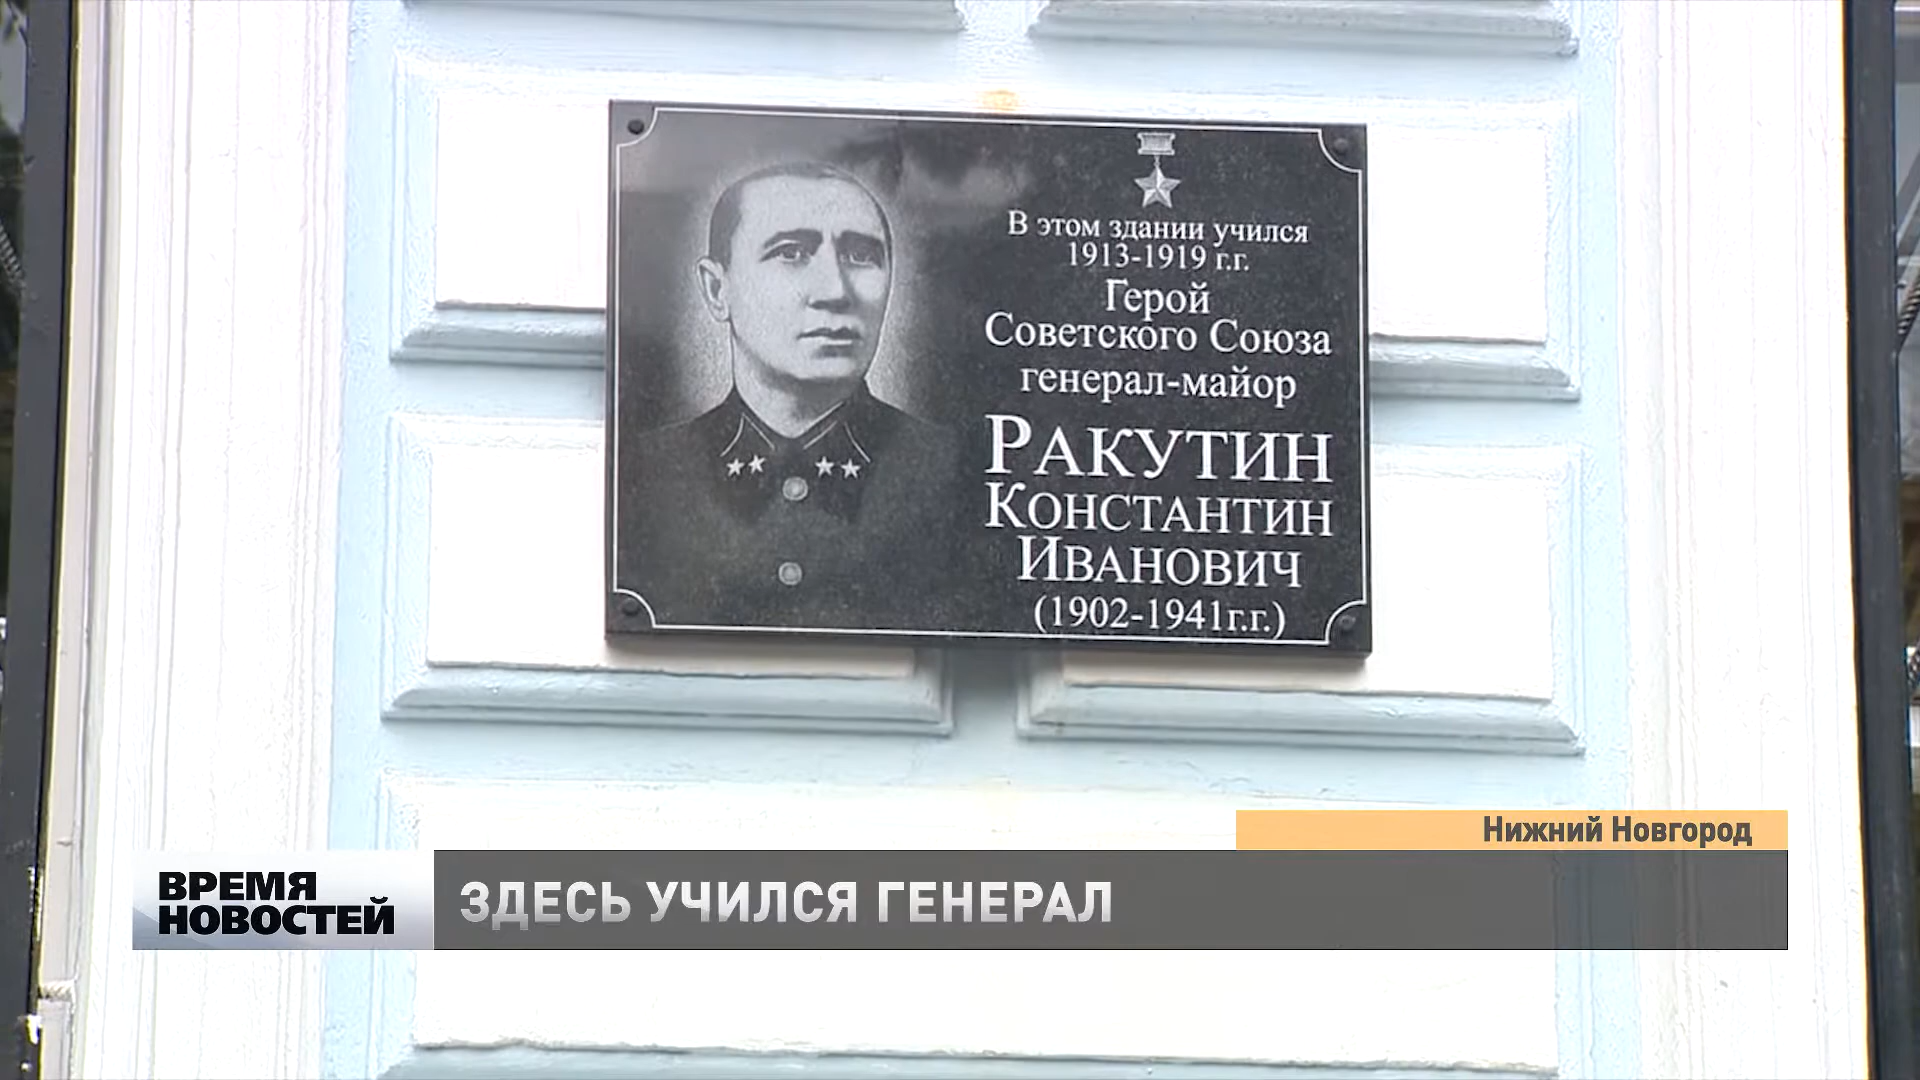 В этом здании учился
1913-1919 г.г.
Герой
Советского Союза
генерал-майор
РАКУТИН
КОНСТАНТИН
ИВАНОВИЧ
(1902-1941г.г.)
Нижний Новгород
ВРЕМЯ
НОВОСТЕЙ
ЗДЕСЬ УЧИЛСЯ ГЕНЕРАЛ